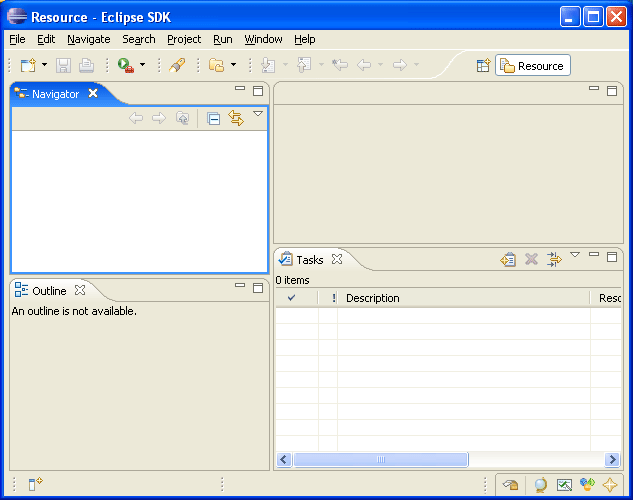 Resource - Eclipse SDK
File Edit Navigate Search Project Run Window Help
Resource
Navigator
Tasks
0 items
! Description Resc
Outline
An outline is not available.